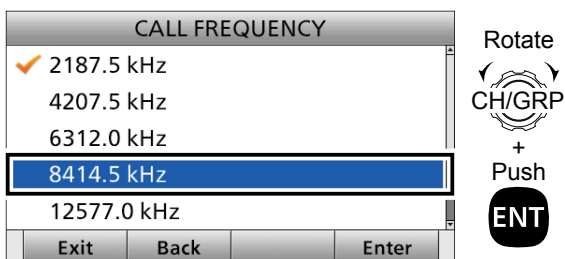 CALL FREQUENCY
✓ 2187.5 kHz
4207.5 kHz
6312.0 kHz
8414.5 kHz
12577.0 kHz
Exit Back Enter
Rotate
CH/GRP
+
Push
ENT